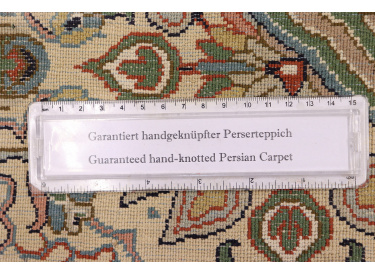 1 2 3 4 5 6 7 8 9 10 11 12 13 14 15
Garantiert handgeknüpfter Perserteppich
Guaranteed hand-knotted Persian Carpet